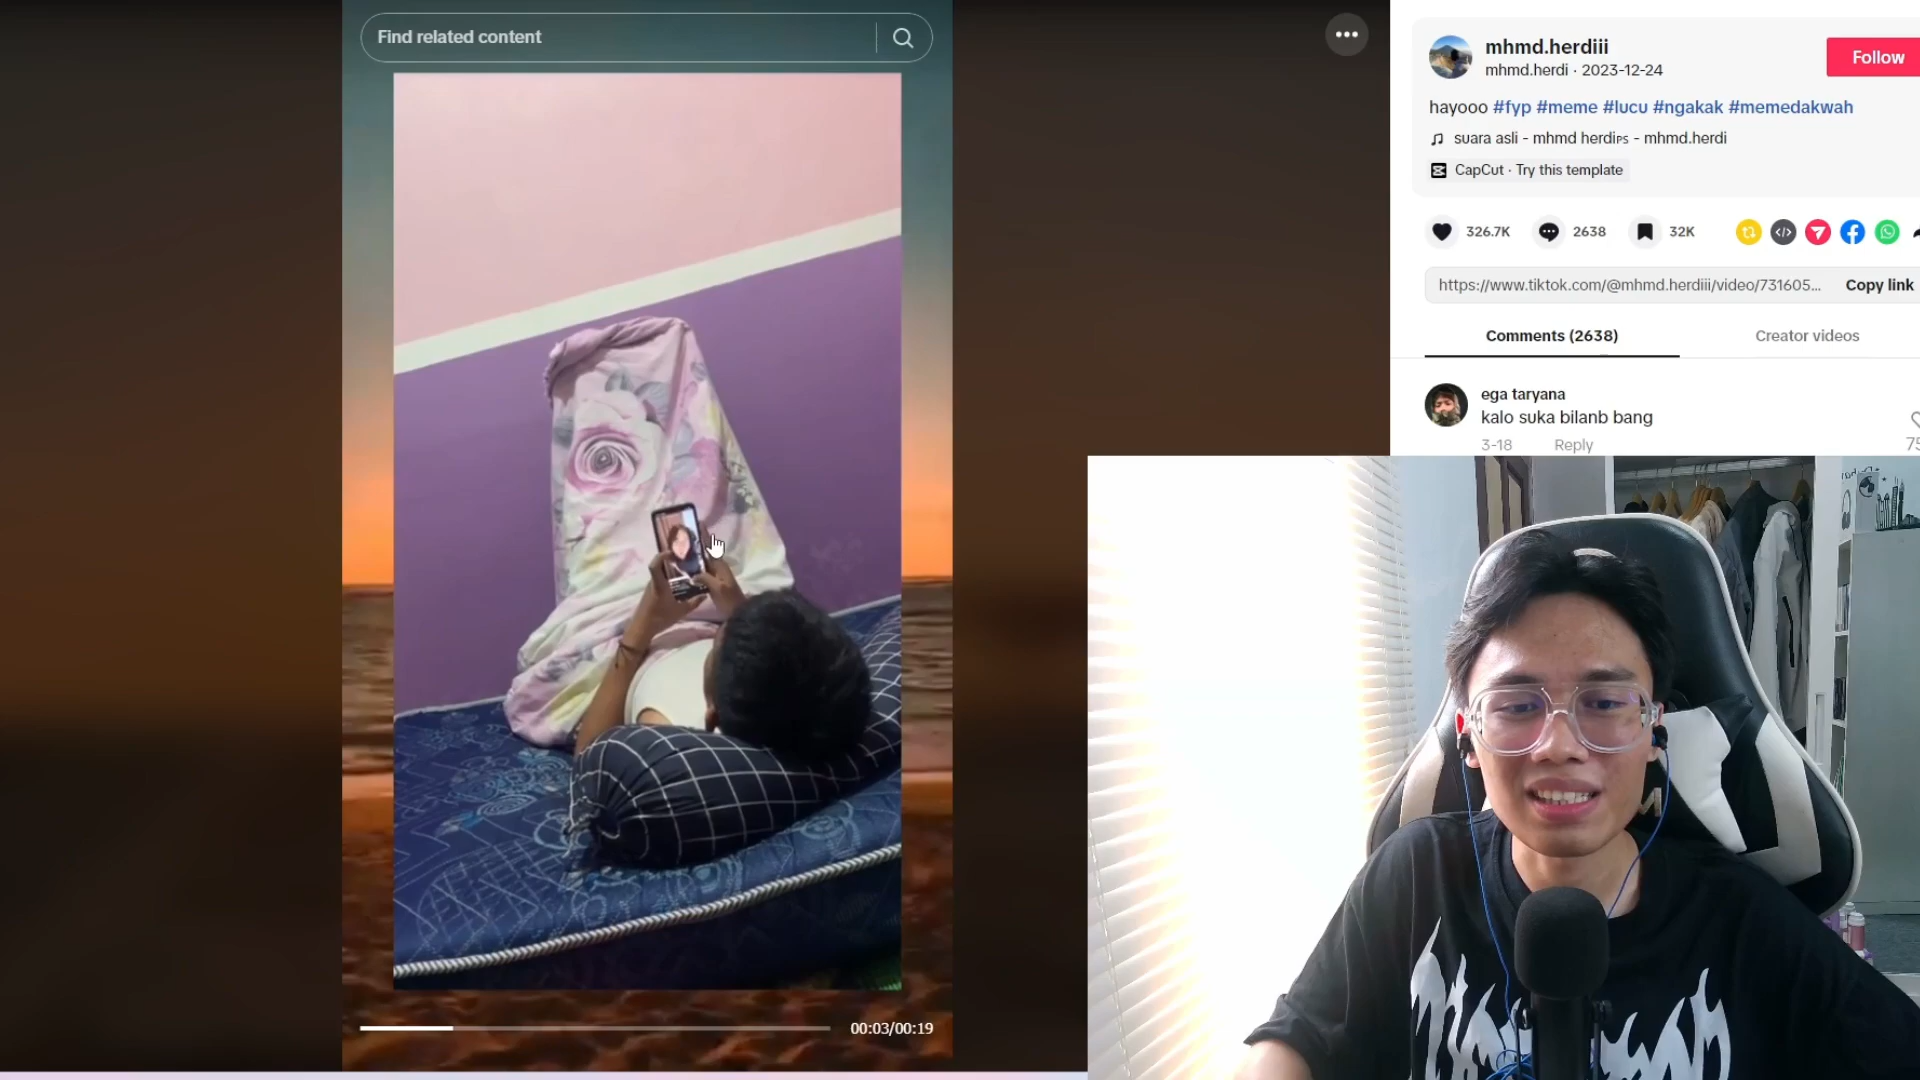 Find related content
mhmd.herdiii
mhmd.herdi · 2023-12-24
Follow
hayooo #fyp #meme #lucu #ngakak #memedakwah
suara asli - mhmd herdiPS - mhmd.herdi
CapCut · Try this template
326.7K
2638
32K
https://www.tiktok.com/@mhmd.herdiii/video/731605...
Copy link
Comments (2638)
Creator videos
ega taryana
kalo suka bilanb bang
3-18
Reply
00:03/00:19